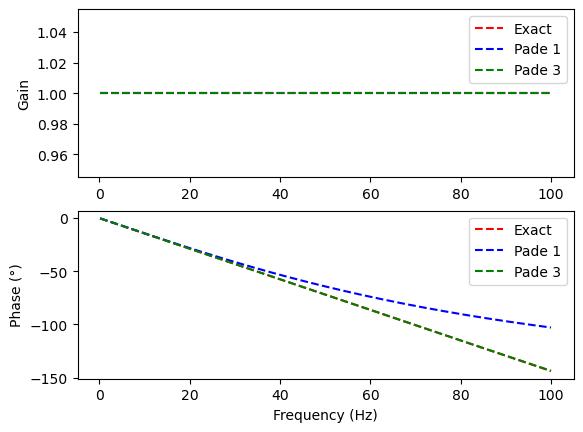 1.04
1.02
1.00
0.98
0.96
Gain
Exact
Pade 1
Pade 3
0 20 40 60 80 100
0
−50
−100
−150
Phase (°)
Exact
Pade 1
Pade 3
0 20 40 60 80 100
Frequency (Hz)